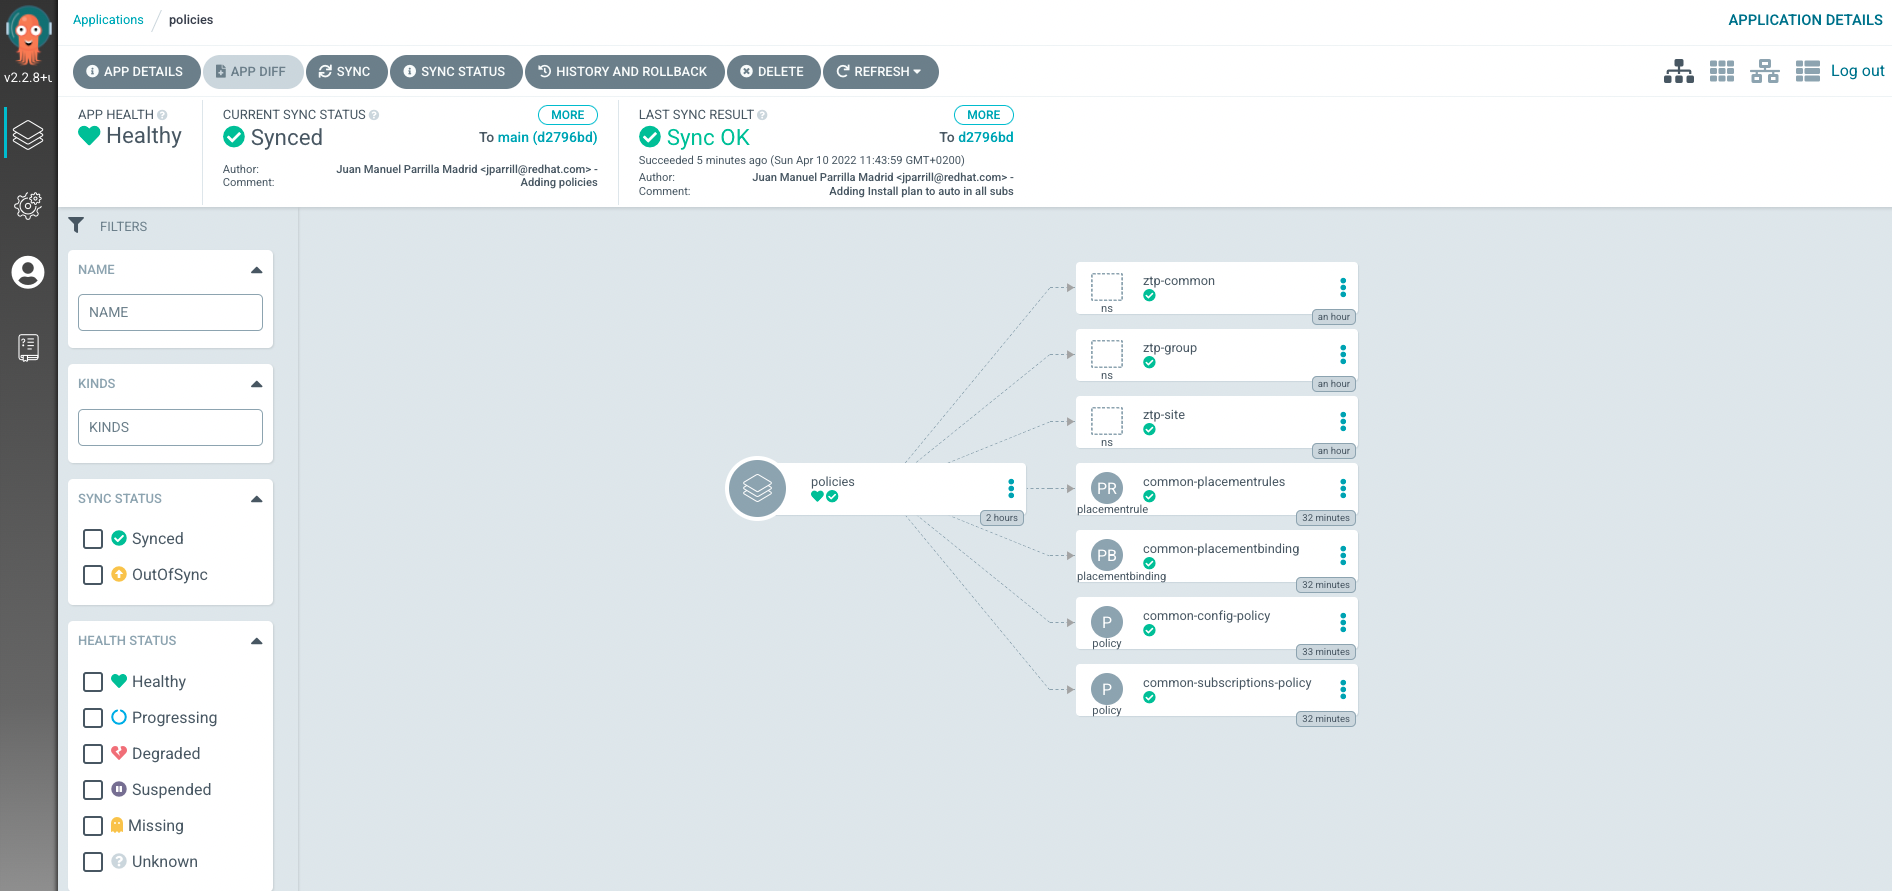 Applications / policies
APPLICATION DETAILS
v2.2.8+u
APP DETAILS
APP DIFF
SYNC
SYNC STATUS
HISTORY AND ROLLBACK
DELETE
REFRESH
Log out
APP HEALTH
Healthy
CURRENT SYNC STATUS
MORE
Synced
To main (d2796bd)
Author: Juan Manuel Parrilla Madrid <jparrill@redhat.com> -
Comment: Adding policies
LAST SYNC RESULT
MORE
Sync OK
To d2796bd
Succeeded 5 minutes ago (Sun Apr 10 2022 11:43:59 GMT+0200)
Author: Juan Manuel Parrilla Madrid <jparrill@redhat.com> -
Comment: Adding Install plan to auto in all subs
FILTERS
NAME
NAME
KINDS
KINDS
SYNC STATUS
Synced
OutOfSync
HEALTH STATUS
Healthy
Progressing
Degraded
Suspended
Missing
Unknown
policies
2 hours
ztp-common
ns
an hour
ztp-group
ns
an hour
ztp-site
ns
an hour
PR
common-placementrules
placementrule
32 minutes
PB
common-placementbinding
placementbinding
32 minutes
P
common-config-policy
policy
33 minutes
P
common-subscriptions-policy
policy
32 minutes